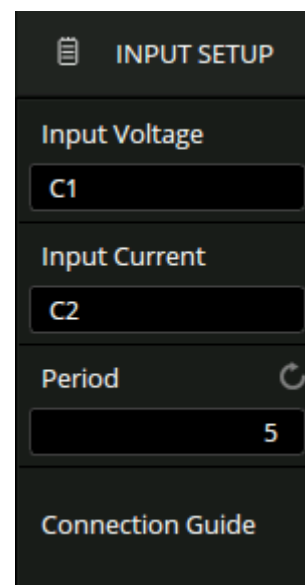 INPUT SETUP
Input Voltage
C1
Input Current
C2
Period
5
Connection Guide